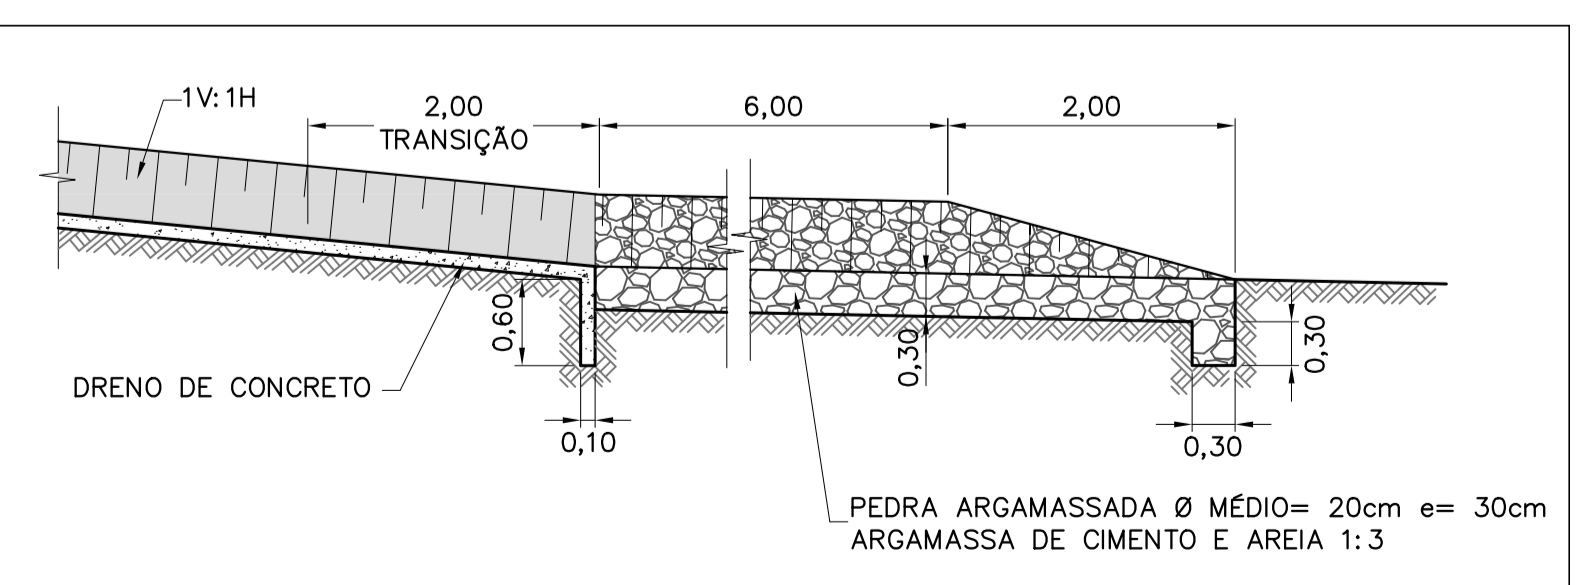 1V:1H
2,00
TRANSIÇÃO
6,00
2,00
0,60
0,30
0,30
DRENO DE CONCRETO
0,10
0,30
PEDRA ARGAMASSADA Ø MÉDIO= 20cm e= 30cm
ARGAMASSA DE CIMENTO E AREIA 1:3